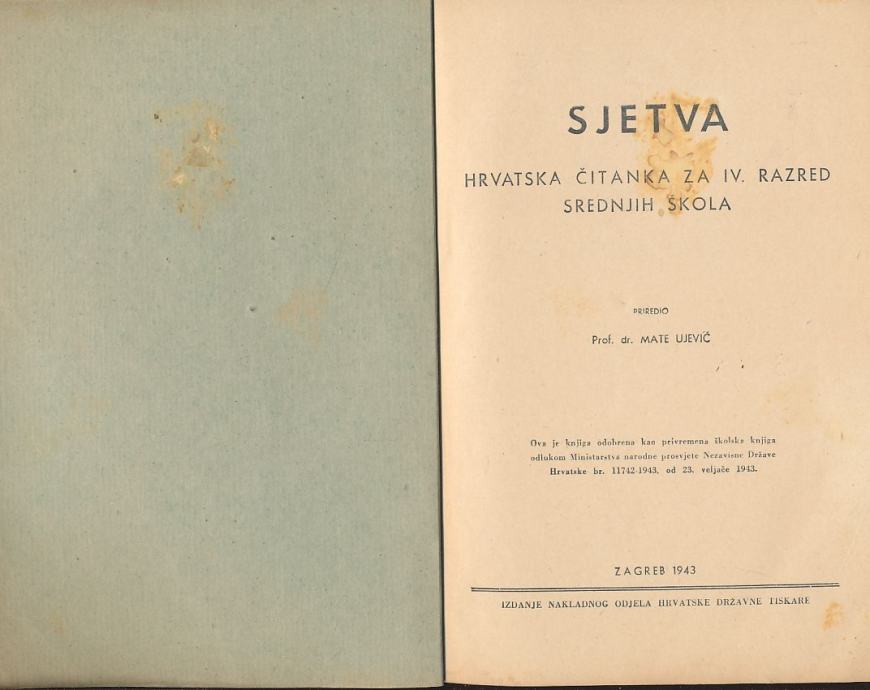 SJETVA
HRVATSKA ČITANKA ZA IV. RAZRED
SREDNJIH ŠKOLA
PRIREDIO
Prof. dr. MATE UJEVIĆ
Ova je knjiga odobrena kao privremena školska knjiga
odlukom Ministarstva narodne prosvjete Nezavisne Države
Hrvatske br. 11742-1943. od 23. veljače 1943.
ZAGREB 1943
IZDANJE NAKLADNOG ODJELA HRVATSKE DRŽAVNE TISKARE